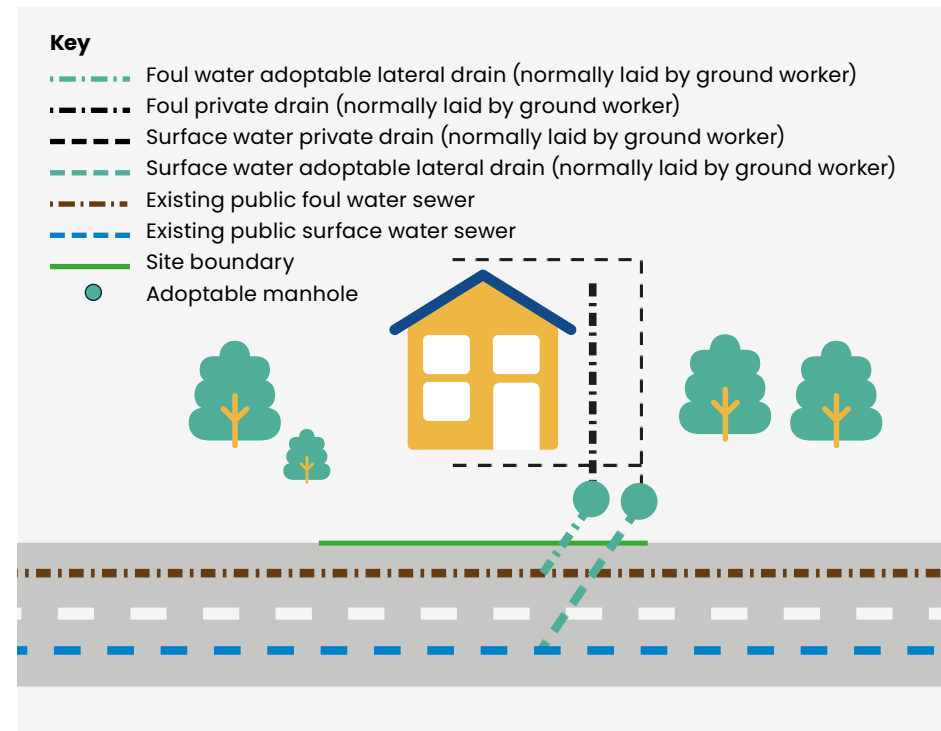 Key
Foul water adoptable lateral drain (normally laid by ground worker)
Foul private drain (normally laid by ground worker)
Surface water private drain (normally laid by ground worker)
Surface water adoptable lateral drain (normally laid by ground worker)
Existing public foul water sewer
Existing public surface water sewer
Site boundary
Adoptable manhole